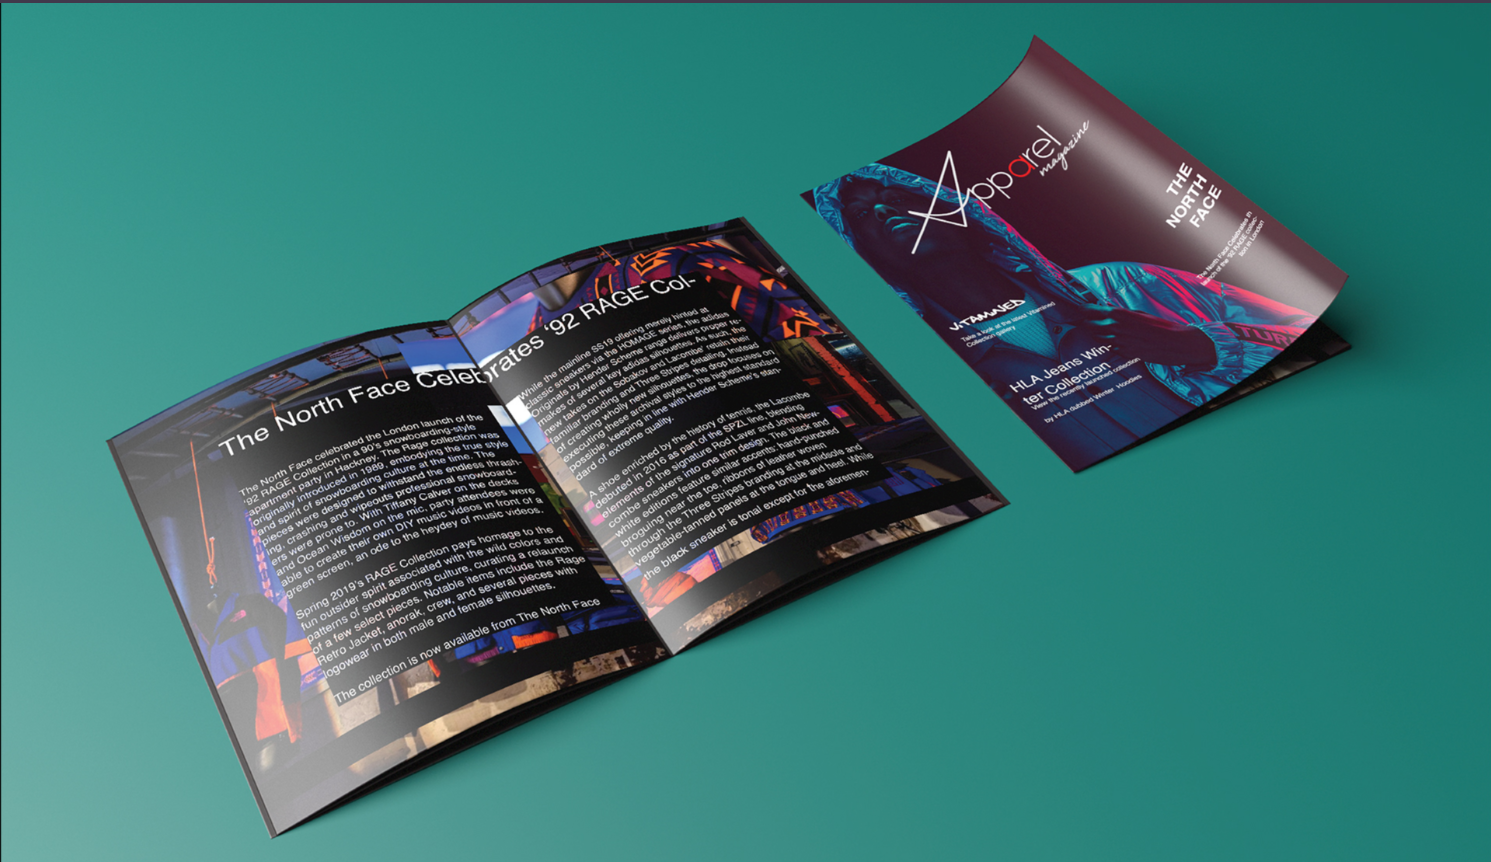 The North Face Celebrates ‘92 RAGE Col-
The North Face celebrated the London launch of the
’92 RAGE Collection in a 90's snowboarding-style
apartment party in Hackney. The Rage collection was
originally introduced in 1989, embodying the true style
and spirit of snowboarding culture at the time. The
pieces were designed to withstand the endless thrash-
ing, crashing and wipeouts professional snowboard-
ers were prone to. With Tiffany Calver on the decks
and Ocean Wisdom on the mic, party attendees were
able to create their own DIY music videos in front of a
green screen, an ode to the heyday of music videos.
Spring 2019's RAGE Collection pays homage to the
fun outsider spirit associated with the wild colors and
patterns of snowboarding culture, curating a relaunch
of a few select pieces. Notable items include the Rage
Retro Jacket, anorak, crew, and several pieces with
logowear in both male and female silhouettes.
The collection is now available from The North Face
While the mainline SS19 offering merely hinted at
classic sneakers via the HOMAGE series, the adidas
Originals by Hender Scheme range delivers proper re-
makes of several key adidas silhouettes. As such, the
new takes on the Sobakov and Lacombe retain their
familiar branding and Three Stripes detailing. Instead
of creating wholly new silhouettes, the drop focuses on
executing these archival styles to the highest standard
possible, keeping in line with Hender Scheme's stan-
dard of extreme quality.
A shoe enriched by the history of tennis, the Lacombe
debuted in 2016 as part of the SPZL line, blending
elements of the signature Rod Laver and John New-
combe sneakers into one trim design. The black and
white editions feature similar accents: hand-punched
broguing near the toe, ribbons of leather woven
through the Three Stripes branding at the midsole and
vegetable-tanned panels at the tongue and heel. While
the black sneaker is tonal except for the aforemen-
Apparel
magazine
THE
NORTH
FACE
The North Face Celebrates in
launch of the '92 RAGE collec-
tion in London
VITAMINED
Take a look at the latest Vitamined
Collection gallery
HLA Jeans Win-
ter Collection
View the recently launched collection
by HLA dubbed Winter Hoodies